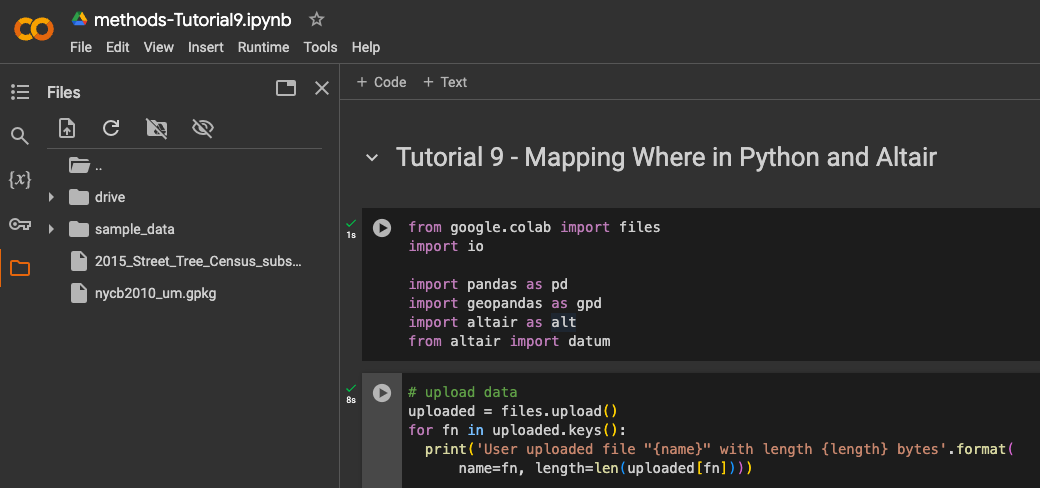 methods-Tutorial9.ipynb
File Edit View Insert Runtime Tools Help
Files
..
drive
sample_data
2015_Street_Tree_Census_subs...
nycb2010_um.gpkg
{x}
+ Code + Text
Tutorial 9 - Mapping Where in Python and Altair
1s
from google.colab import files
import io
import pandas as pd
import geopandas as gpd
import altair as alt
from altair import datum
8s
# upload data
uploaded = files.upload()
for fn in uploaded.keys():
  print('User uploaded file "{name}" with length {length} bytes'.format(
      name=fn, length=len(uploaded[fn])))